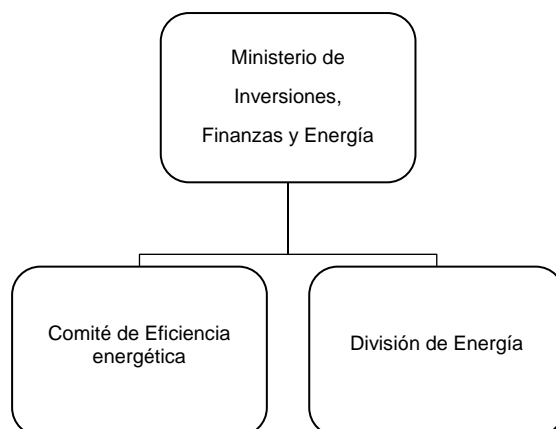 Ministerio de
Inversiones,
Finanzas y Energía
Comité de Eficiencia
energética
División de Energía